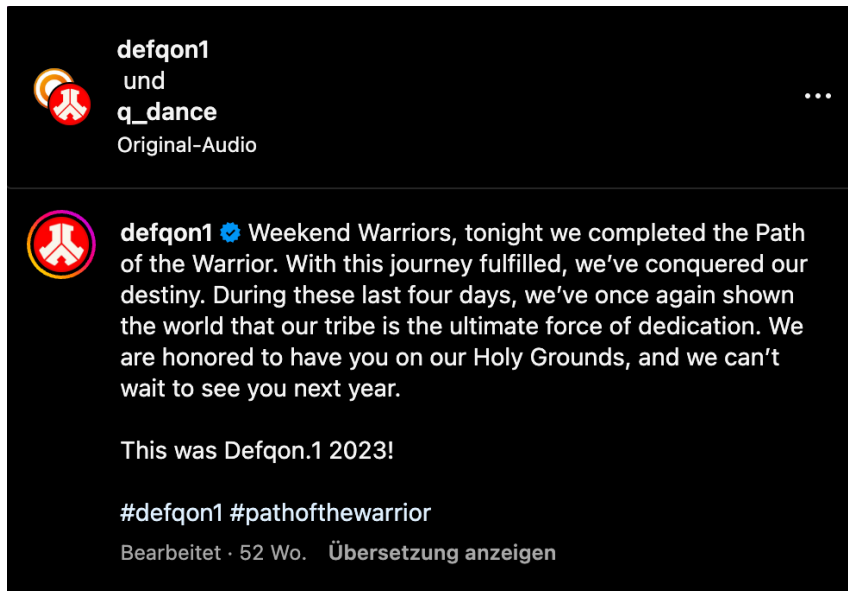 defqon1
und
q_dance
Original-Audio
defqon1 Weekend Warriors, tonight we completed the Path
of the Warrior. With this journey fulfilled, we’ve conquered our
destiny. During these last four days, we’ve once again shown
the world that our tribe is the ultimate force of dedication. We
are honored to have you on our Holy Grounds, and we can’t
wait to see you next year.
This was Defqon.1 2023!
#defqon1 #pathofthewarrior
Bearbeitet · 52 Wo. Übersetzung anzeigen